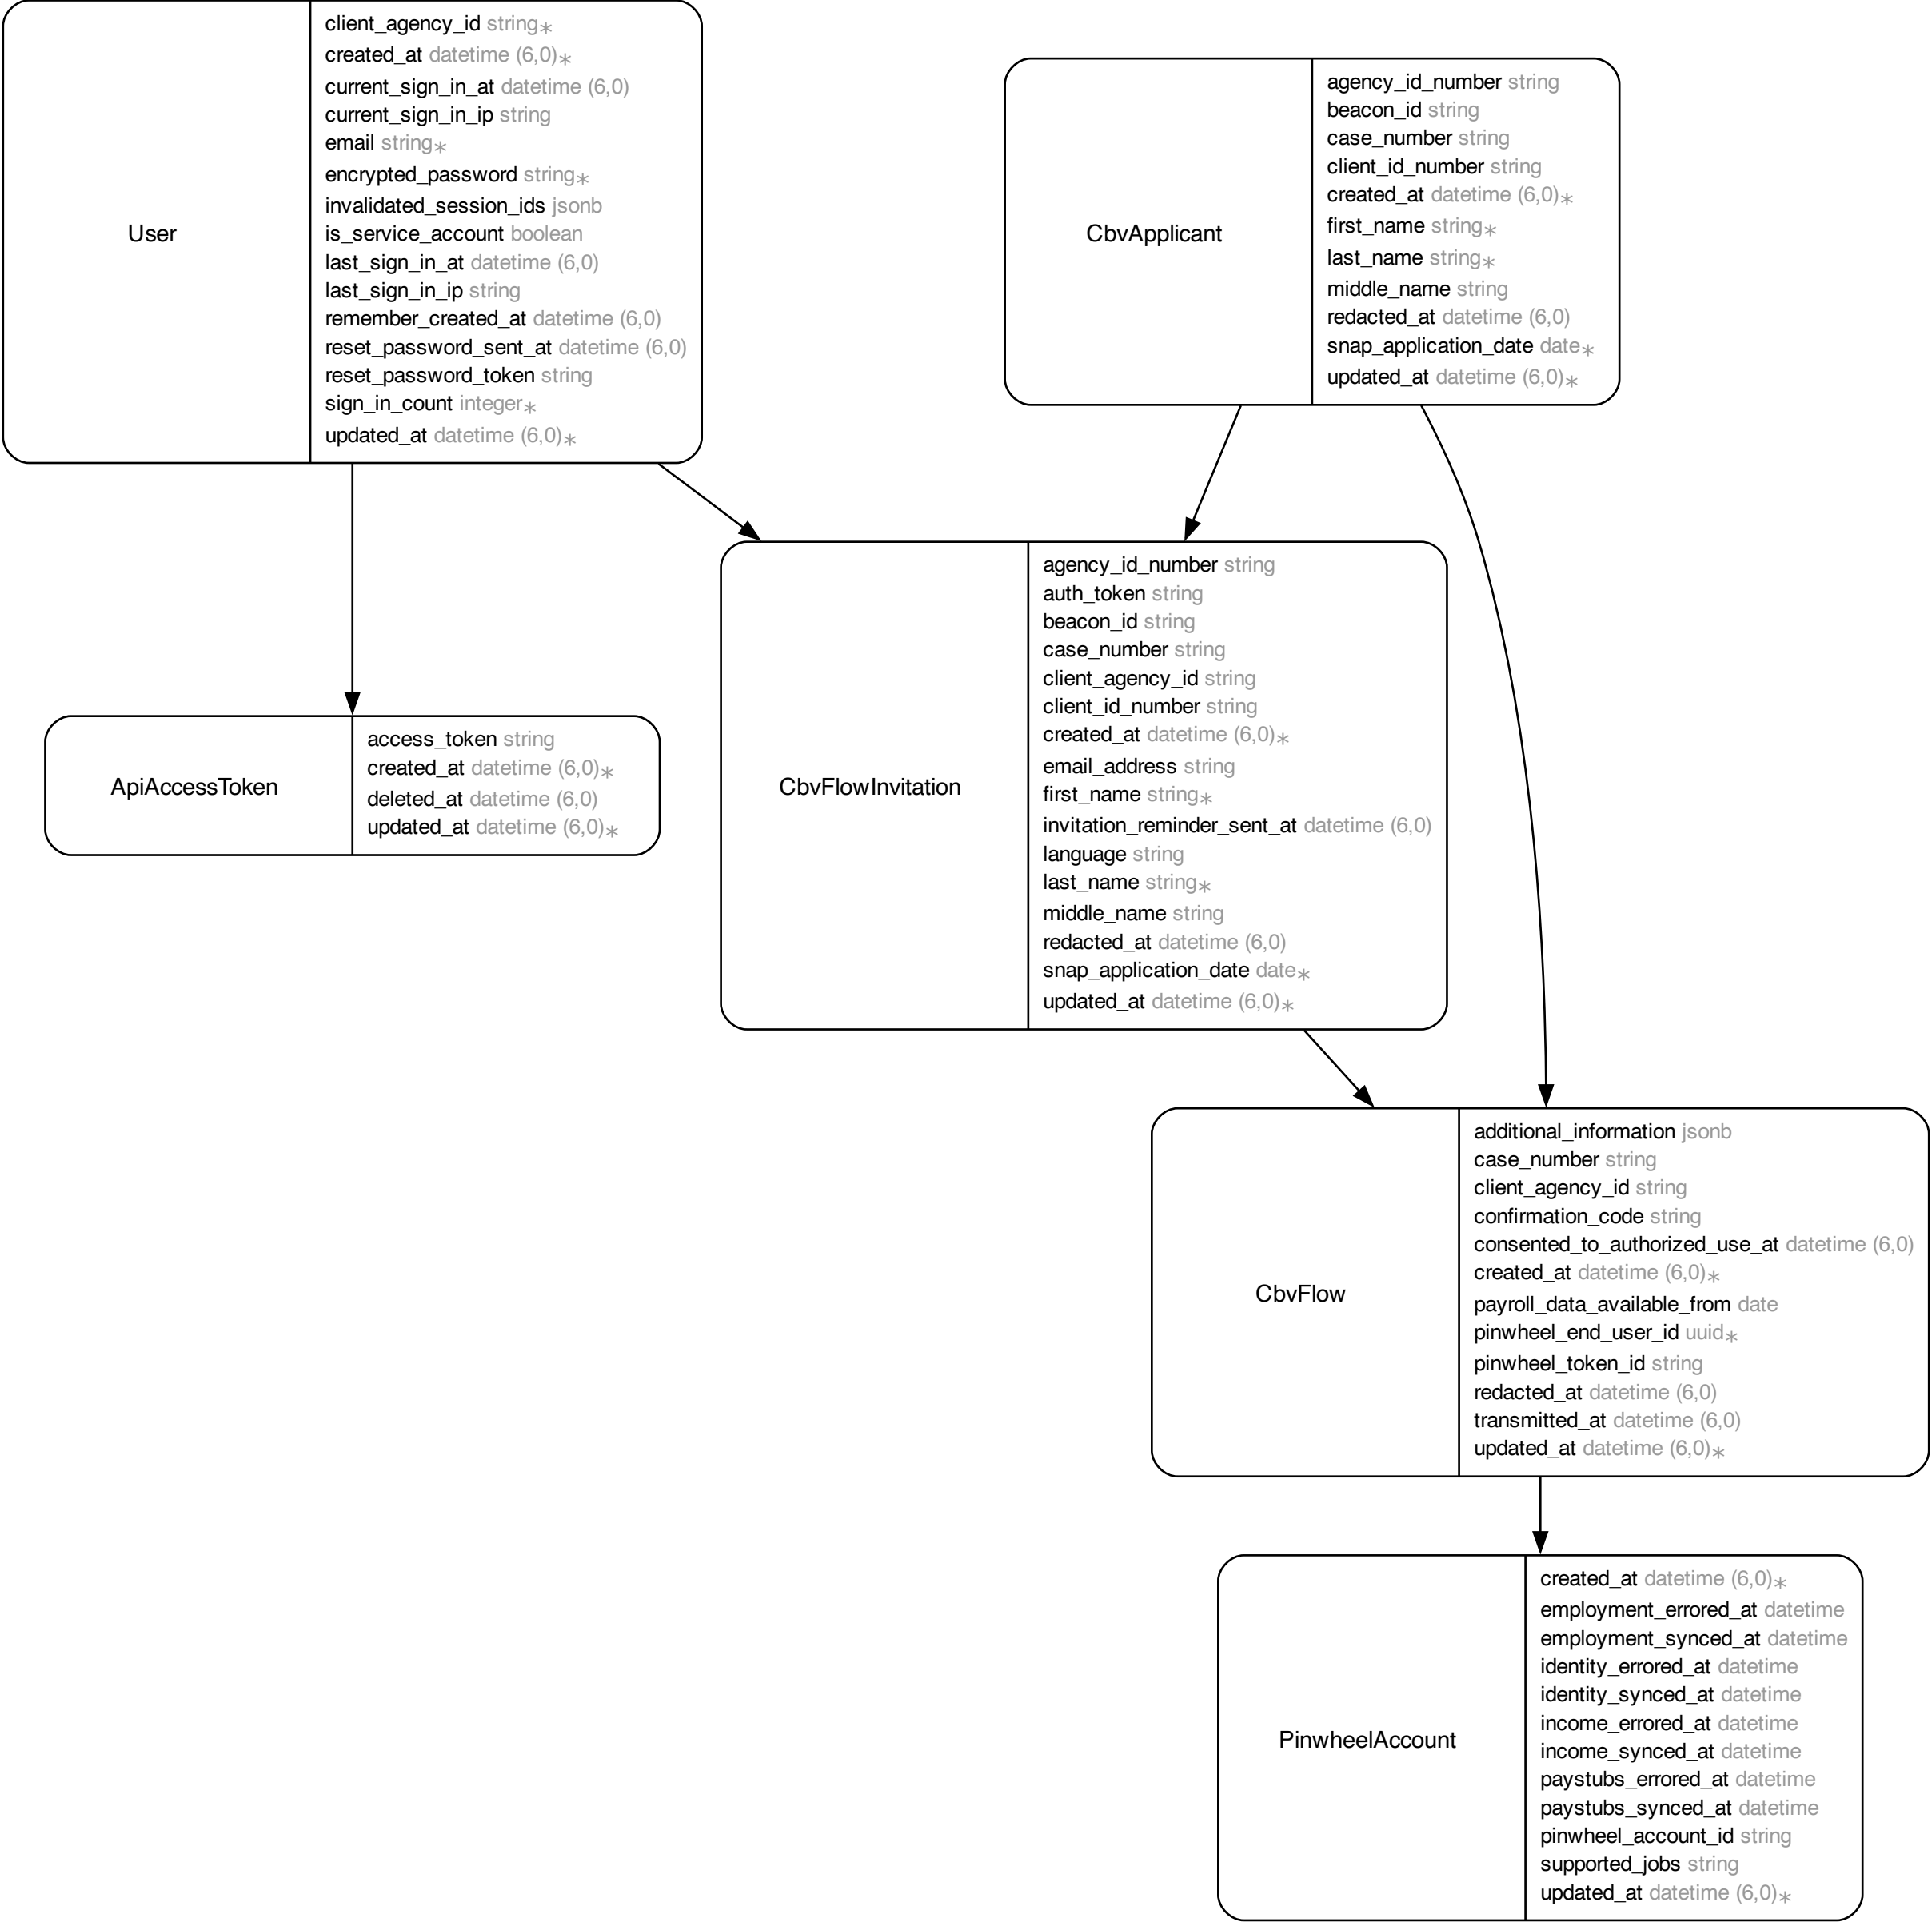 User
client_agency_id string*
created_at datetime (6,0)*
current_sign_in_at datetime (6,0)
current_sign_in_ip string
email string*
encrypted_password string*
invalidated_session_ids jsonb
is_service_account boolean
last_sign_in_at datetime (6,0)
last_sign_in_ip string
remember_created_at datetime (6,0)
reset_password_sent_at datetime (6,0)
reset_password_token string
sign_in_count integer*
updated_at datetime (6,0)*
CbvApplicant
agency_id_number string
beacon_id string
case_number string
client_id_number string
created_at datetime (6,0)*
first_name string*
last_name string*
middle_name string
redacted_at datetime (6,0)
snap_application_date date*
updated_at datetime (6,0)*
ApiAccessToken
access_token string
created_at datetime (6,0)*
deleted_at datetime (6,0)
updated_at datetime (6,0)*
CbvFlowInvitation
agency_id_number string
auth_token string
beacon_id string
case_number string
client_agency_id string
client_id_number string
created_at datetime (6,0)*
email_address string
first_name string*
invitation_reminder_sent_at datetime (6,0)
language string
last_name string*
middle_name string
redacted_at datetime (6,0)
snap_application_date date*
updated_at datetime (6,0)*
CbvFlow
additional_information jsonb
case_number string
client_agency_id string
confirmation_code string
consented_to_authorized_use_at datetime (6,0)
created_at datetime (6,0)*
payroll_data_available_from date
pinwheel_end_user_id uuid*
pinwheel_token_id string
redacted_at datetime (6,0)
transmitted_at datetime (6,0)
updated_at datetime (6,0)*
PinwheelAccount
created_at datetime (6,0)*
employment_errored_at datetime
employment_synced_at datetime
identity_errored_at datetime
identity_synced_at datetime
income_errored_at datetime
income_synced_at datetime
paystubs_errored_at datetime
paystubs_synced_at datetime
pinwheel_account_id string
supported_jobs string
updated_at datetime (6,0)*